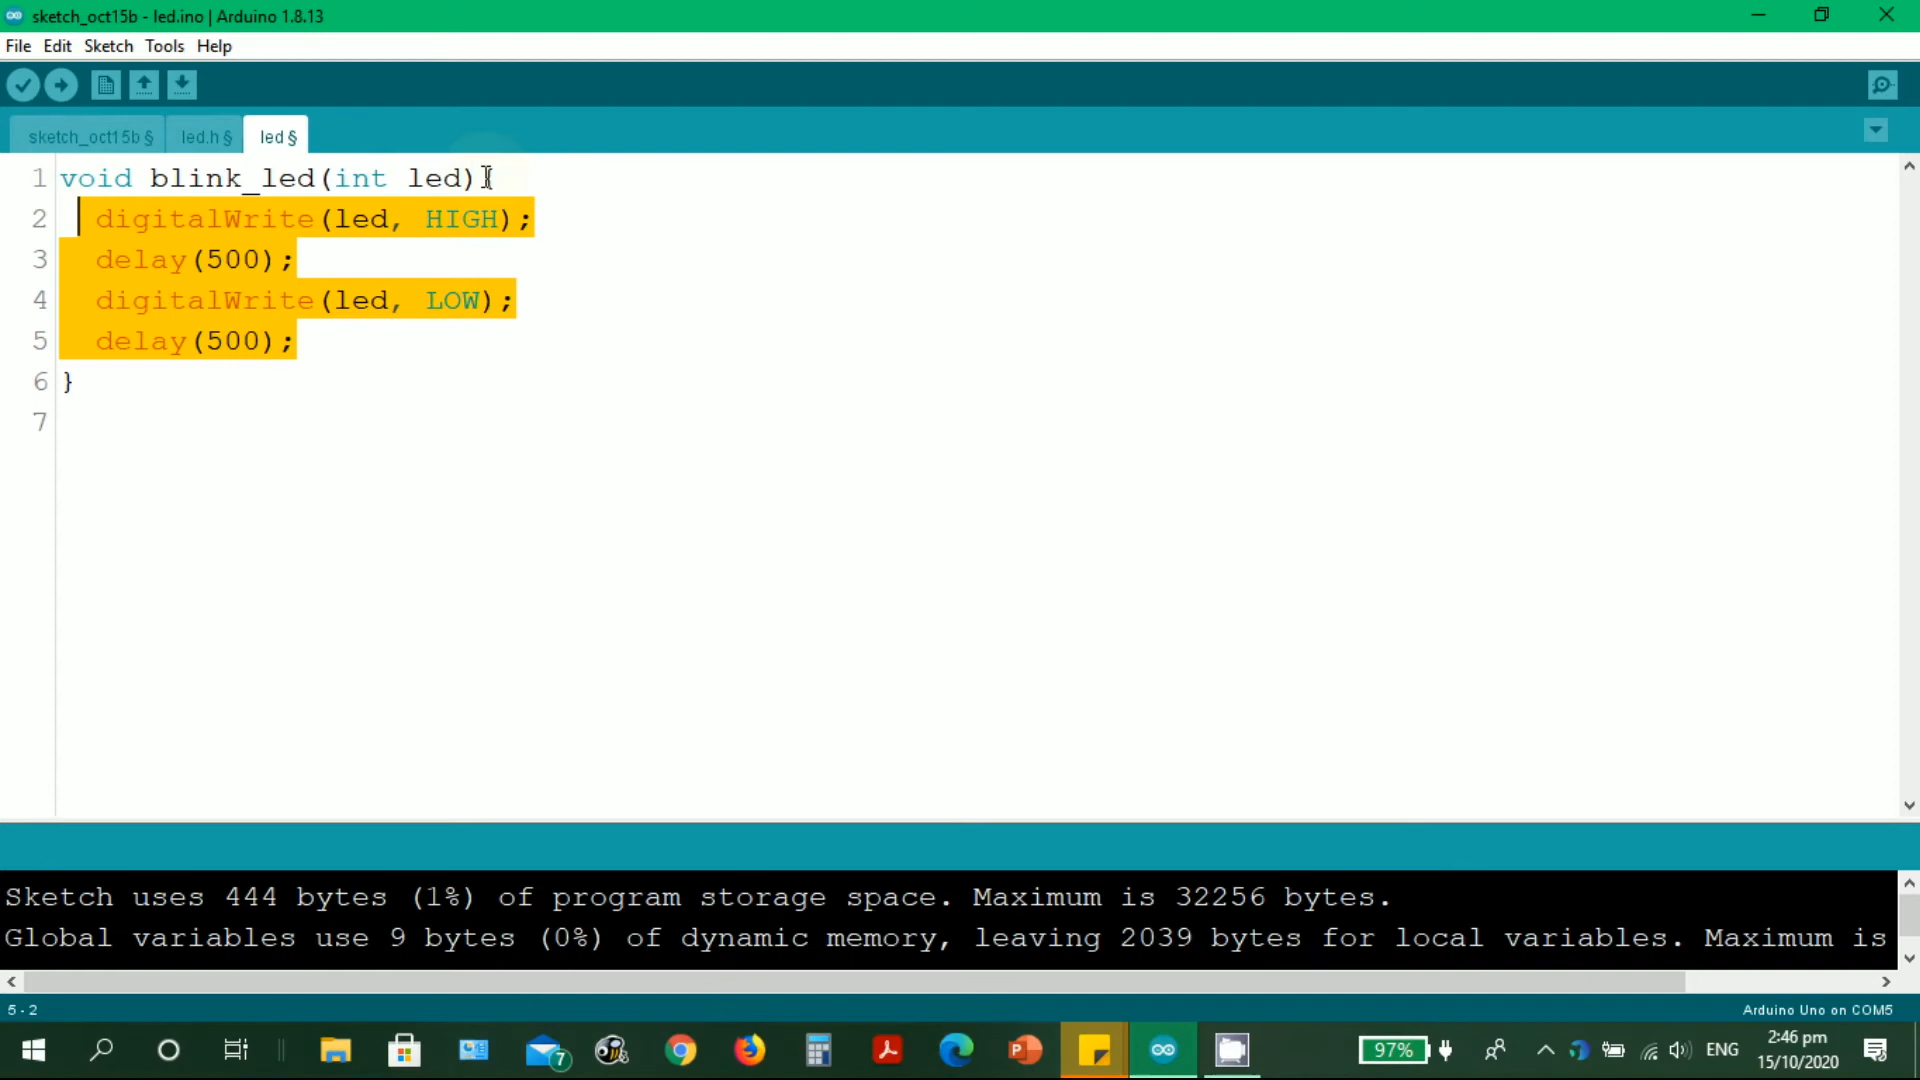 sketch_oct15b - led.ino | Arduino 1.8.13
File Edit Sketch Tools Help
sketch_oct15b § led.h § led §
1 void blink_led(int led){
2 digitalWrite(led, HIGH);
3 delay(500);
4 digitalWrite(led, LOW);
5 delay(500);
6 }
7
Sketch uses 444 bytes (1%) of program storage space. Maximum is 32256 bytes.
Global variables use 9 bytes (0%) of dynamic memory, leaving 2039 bytes for local variables. Maximum is
5 - 2
Arduino Uno on COM5
7
97%
ENG
2:46 pm
15/10/2020